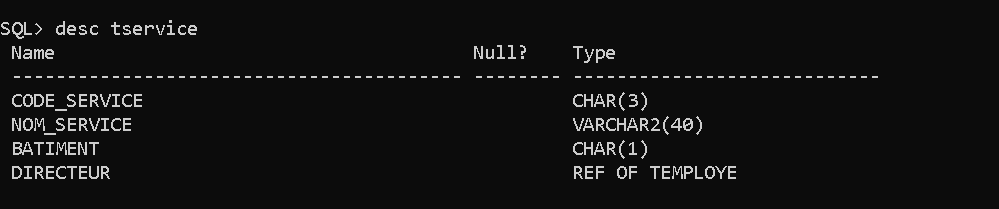 SQL> desc tservice
Name Null? Type
----------------------------------------- -------- ----------------------------
CODE_SERVICE CHAR(3)
NOM_SERVICE VARCHAR2(40)
BATIMENT CHAR(1)
DIRECTEUR REF OF TEMPLOYE